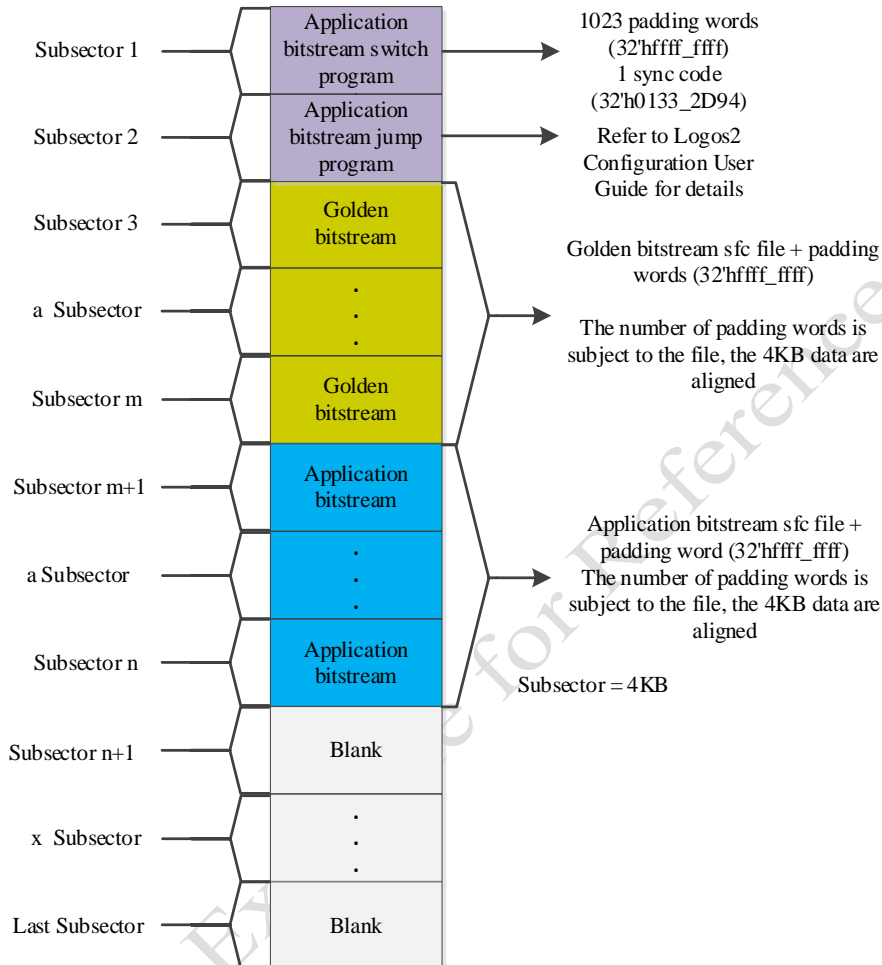 Subsector 1
Application
bitstream switch
program
1023 padding words
(32'hffff_ffff)
1 sync code
(32'h0133_2D94)
Subsector 2
Application
bitstream jump
program
Refer to Logos2
Configuration User
Guide for details
Subsector 3
Golden
bitstream
a Subsector
.
.
.
Subsector m
Golden
bitstream
Golden bitstream sfc file + padding
words (32'hffff_ffff)
The number of padding words is
subject to the file, the 4KB data are
aligned
Subsector m+1
Application
bitstream
a Subsector
.
.
.
Subsector n
Application
bitstream
Application bitstream sfc file +
padding word (32'hffff_ffff)
The number of padding words is
subject to the file, the 4KB data are
aligned
Subsector = 4KB
Subsector n+1
Blank
x Subsector
.
.
.
Last Subsector
Blank
for Reference